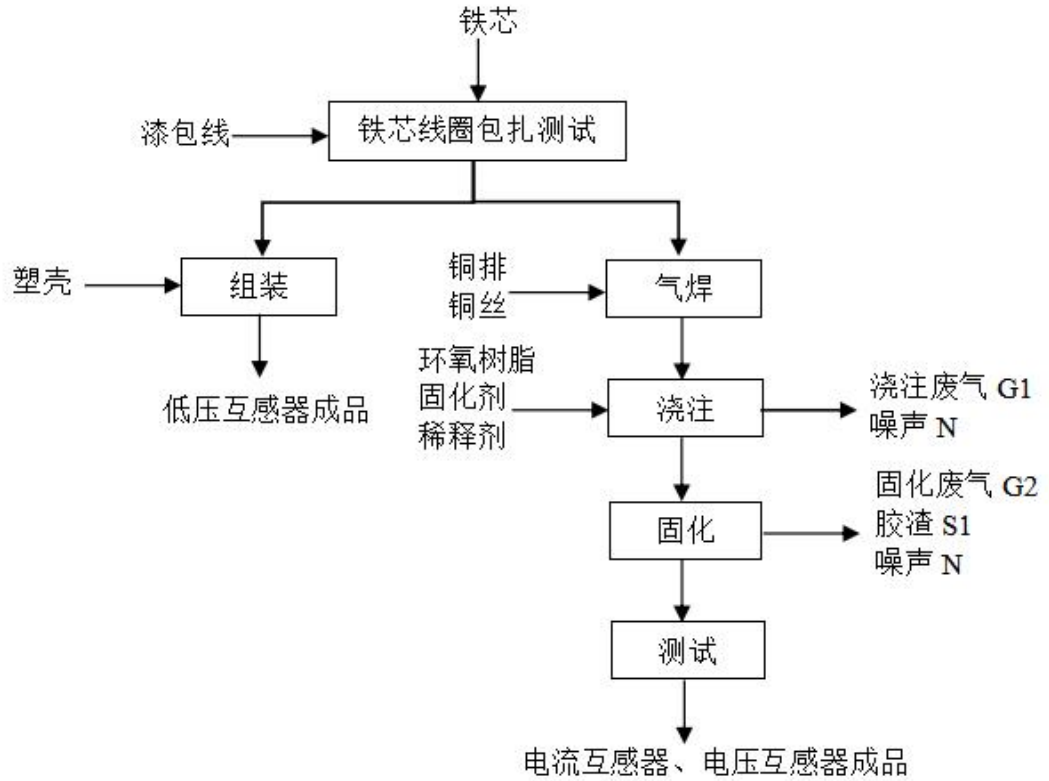 铁芯
漆包线
铁芯线圈包扎测试
塑壳
组装
铜排
铜丝
气焊
低压互感器成品
环氧树脂
固化剂
稀释剂
浇注
浇注废气 G1
噪声 N
固化
固化废气 G2
胶渣 S1
噪声 N
测试
电流互感器、电压互感器成品